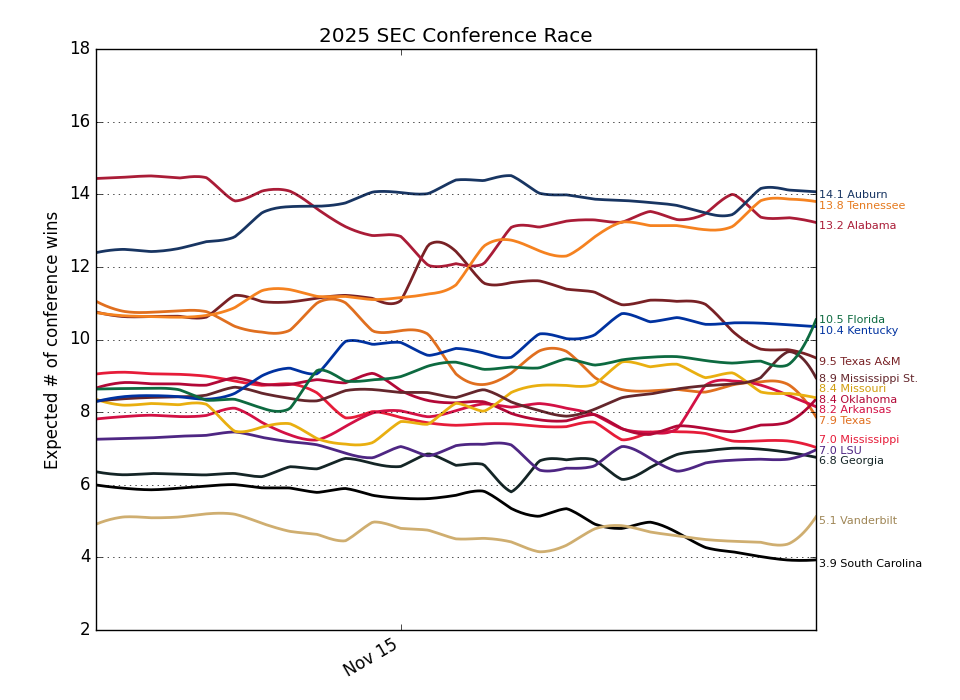 2025 SEC Conference Race
Expected # of conference wins
18
16
14
12
10
8
6
4
2
Nov 15
14.1 Auburn
13.8 Tennessee
13.2 Alabama
10.5 Florida
10.4 Kentucky
9.5 Texas A&M
8.9 Mississippi St.
8.4 Missouri
8.4 Oklahoma
8.2 Arkansas
7.9 Texas
7.0 Mississippi
7.0 LSU
6.8 Georgia
5.1 Vanderbilt
3.9 South Carolina